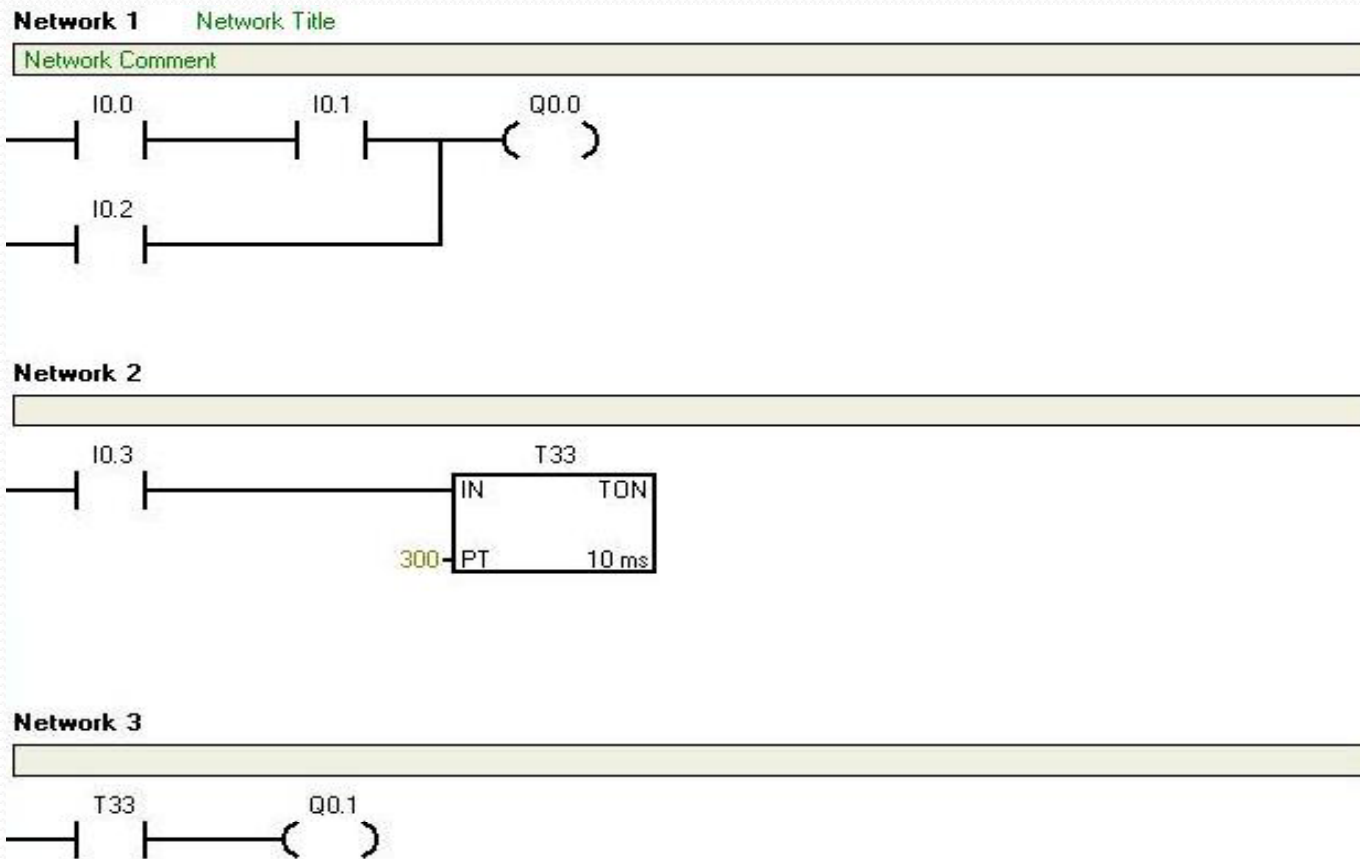 Network 1 Network Title
Network Comment
I0.0 I0.1 Q0.0
I0.2
Network 2
I0.3 T33
IN TON
300 PT 10 ms
Network 3
T33 Q0.1